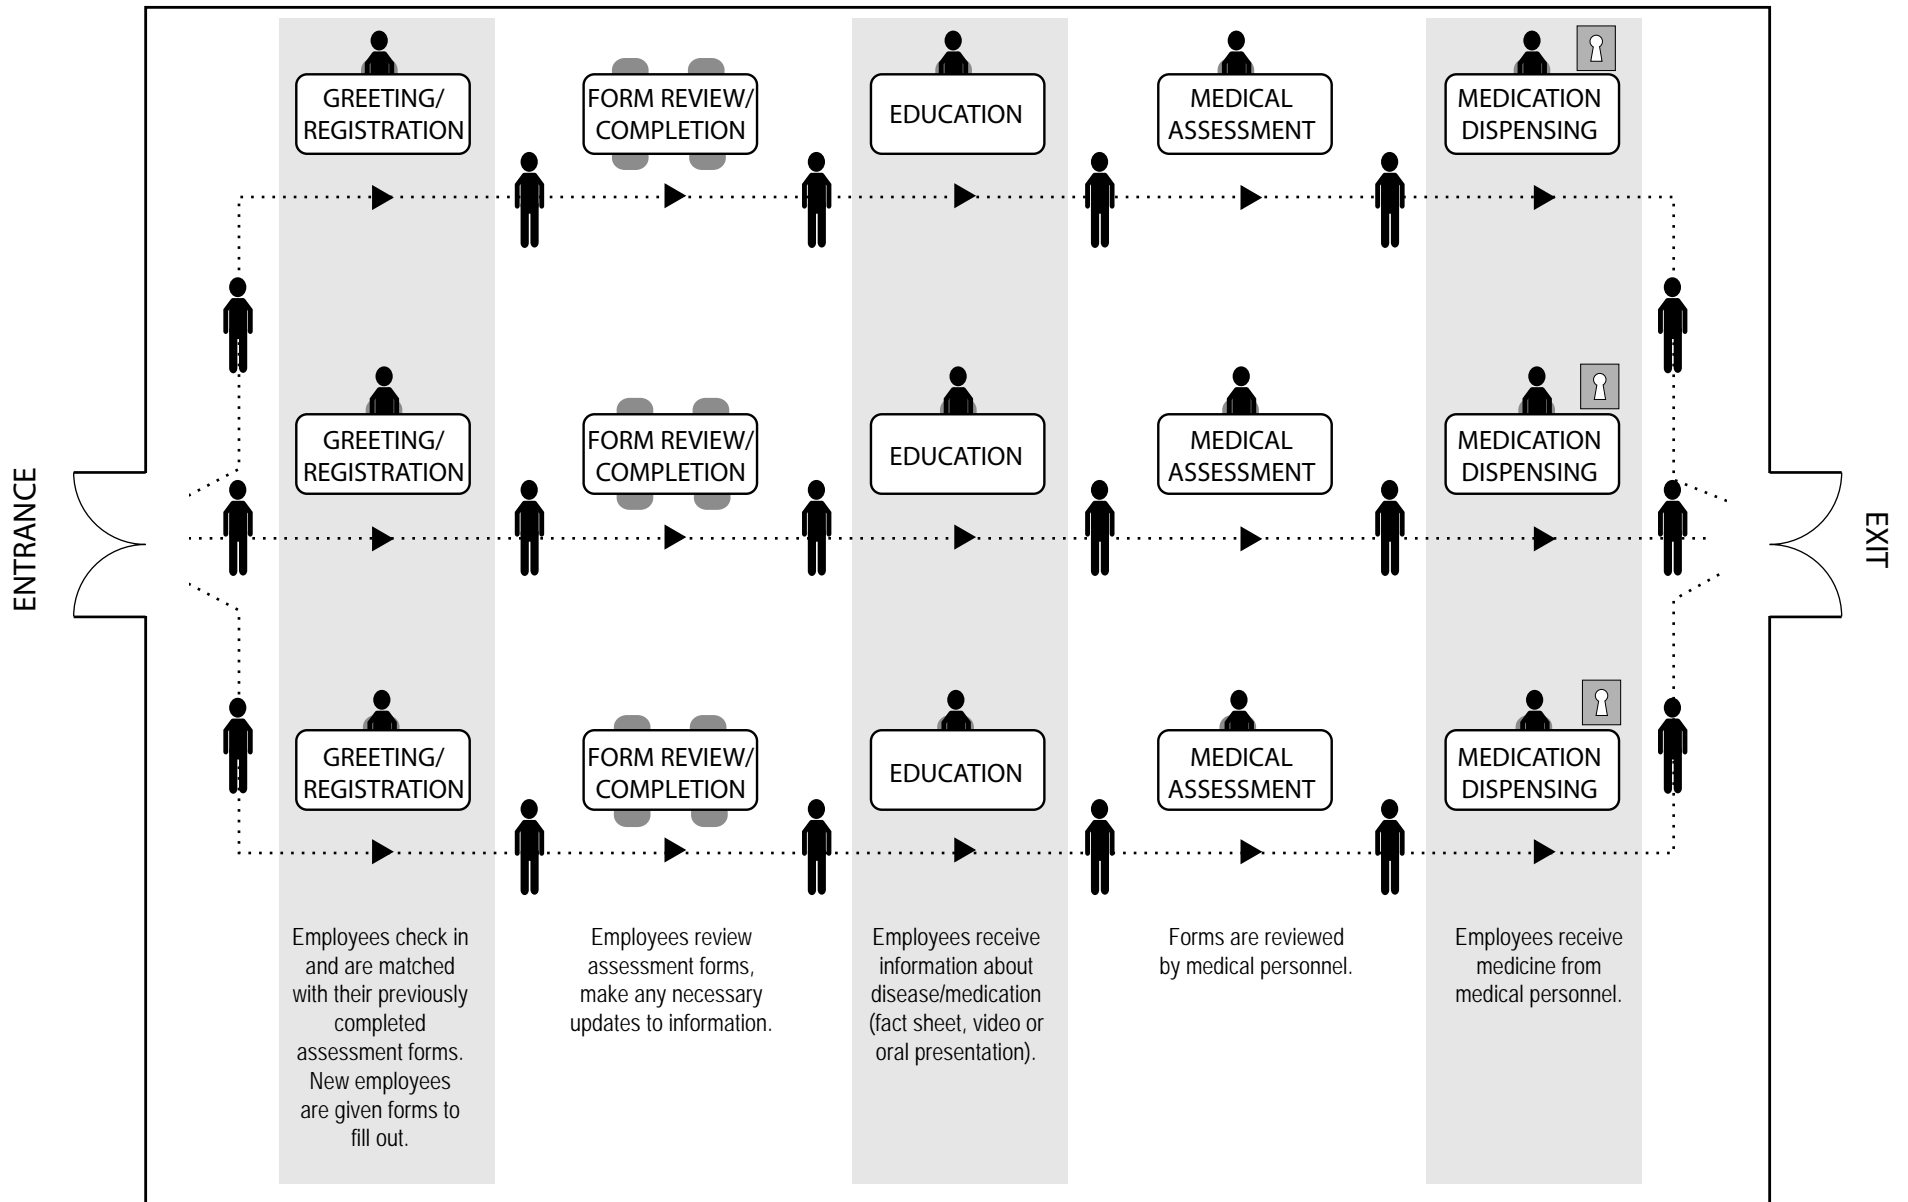 GREETING/
REGISTRATION
FORM REVIEW/
COMPLETION
EDUCATION
MEDICAL
ASSESSMENT
MEDICATION
DISPENSING
ENTRANCE
GREETING/
REGISTRATION
FORM REVIEW/
COMPLETION
EDUCATION
MEDICAL
ASSESSMENT
MEDICATION
DISPENSING
EXIT
GREETING/
REGISTRATION
FORM REVIEW/
COMPLETION
EDUCATION
MEDICAL
ASSESSMENT
MEDICATION
DISPENSING
Employees check in
and are matched
with their previously
completed
assessment forms.
New employees
are given forms to
fill out.
Employees review
assessment forms,
make any necessary
updates to information.
Employees receive
information about
disease/medication
(fact sheet, video or
oral presentation).
Forms are reviewed
by medical personnel.
Employees receive
medicine from
medical personnel.